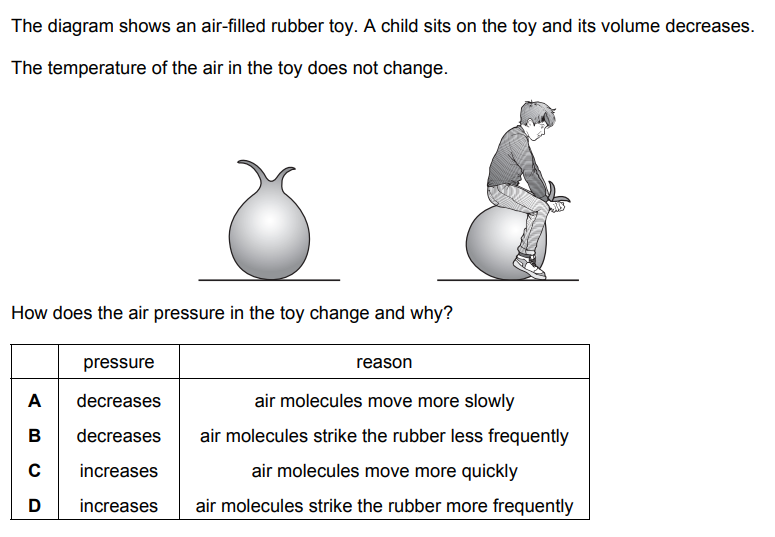 The diagram shows an air-filled rubber toy. A child sits on the toy and its volume decreases.
The temperature of the air in the toy does not change.
How does the air pressure in the toy change and why?
pressure reason
A decreases air molecules move more slowly
B decreases air molecules strike the rubber less frequently
C increases air molecules move more quickly
D increases air molecules strike the rubber more frequently